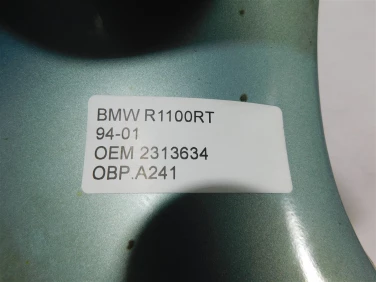 BMW R1100RT
94-01
OEM 2313634
OBP.A241